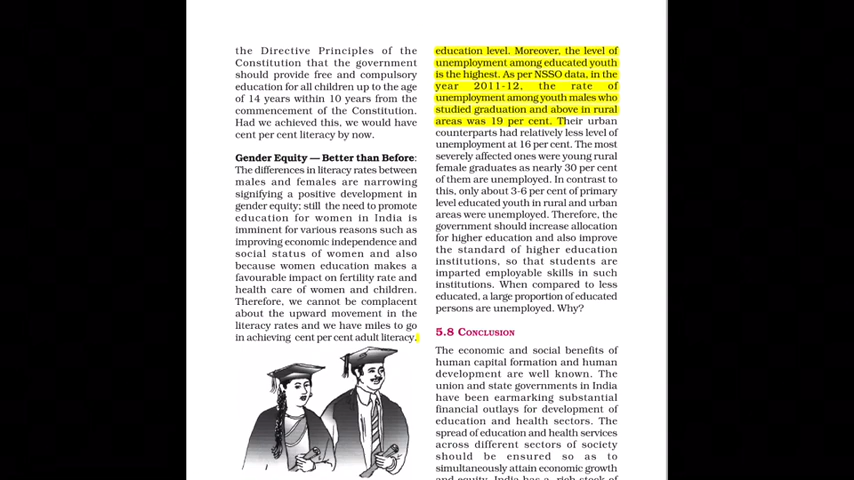 the Directive Principles of the
Constitution that the government
should provide free and compulsory
education for all children up to the age
of 14 years within 10 years from the
commencement of the Constitution.
Had we achieved this, we would have
cent per cent literacy by now.
Gender Equity — Better than Before:
The differences in literacy rates between
males and females are narrowing
signifying a positive development in
gender equity; still the need to promote
education for women in India is
imminent for various reasons such as
improving economic independence and
social status of women and also
because women education makes a
favourable impact on fertility rate and
health care of women and children.
Therefore, we cannot be complacent
about the upward movement in the
literacy rates and we have miles to go
in achieving cent per cent adult literacy.
education level. Moreover, the level of
unemployment among educated youth
is the highest. As per NSSO data, in the
year 2011-12, the rate of
unemployment among youth males who
studied graduation and above in rural
areas was 19 per cent. Their urban
counterparts had relatively less level of
unemployment at 16 per cent. The most
severely affected ones were young rural
female graduates as nearly 30 per cent
of them are unemployed. In contrast to
this, only about 3-6 per cent of primary
level educated youth in rural and urban
areas were unemployed. Therefore, the
government should increase allocation
for higher education and also improve
the standard of higher education
institutions, so that students are
imparted employable skills in such
institutions. When compared to less
educated, a large proportion of educated
persons are unemployed. Why?
5.8 CONCLUSION
The economic and social benefits of
human capital formation and human
development are well known. The
union and state governments in India
have been earmarking substantial
financial outlays for development of
education and health sectors. The
spread of education and health services
across different sectors of society
should be ensured so as to
simultaneously attain economic growth
and equity. India has a rich stock of